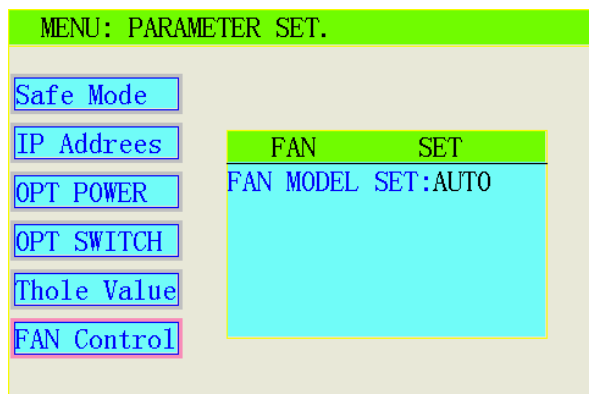 MENU: PARAMETER SET.
Safe Mode
IP Addrees
OPT POWER
OPT SWITCH
Thole Value
FAN Control
FAN SET
FAN MODEL SET:AUTO